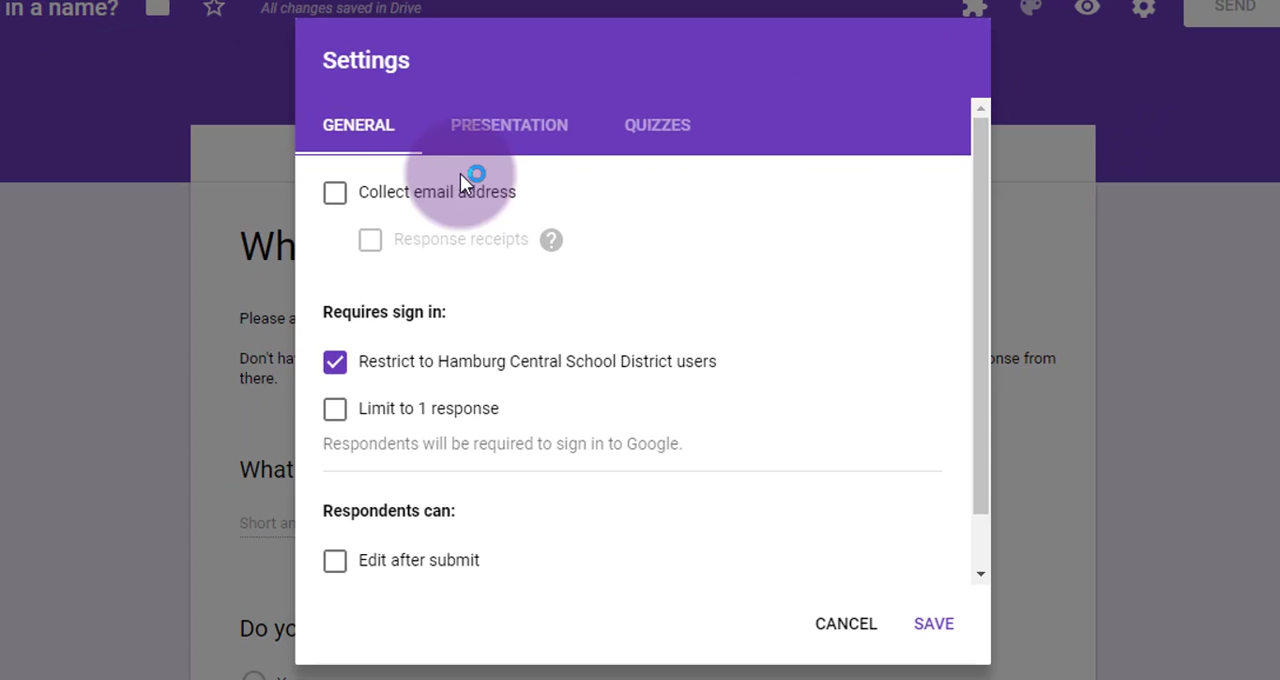 in a name?
All changes saved in Drive
SEND
Settings
GENERAL
PRESENTATION
QUIZZES
Collect email address
Response receipts
?
Wh
Requires sign in:
Please a
Restrict to Hamburg Central School District users
Don't ha
onse from
there.
Limit to 1 response
Respondents will be required to sign in to Google.
What
Respondents can:
Short an
Edit after submit
Do yo
CANCEL
SAVE